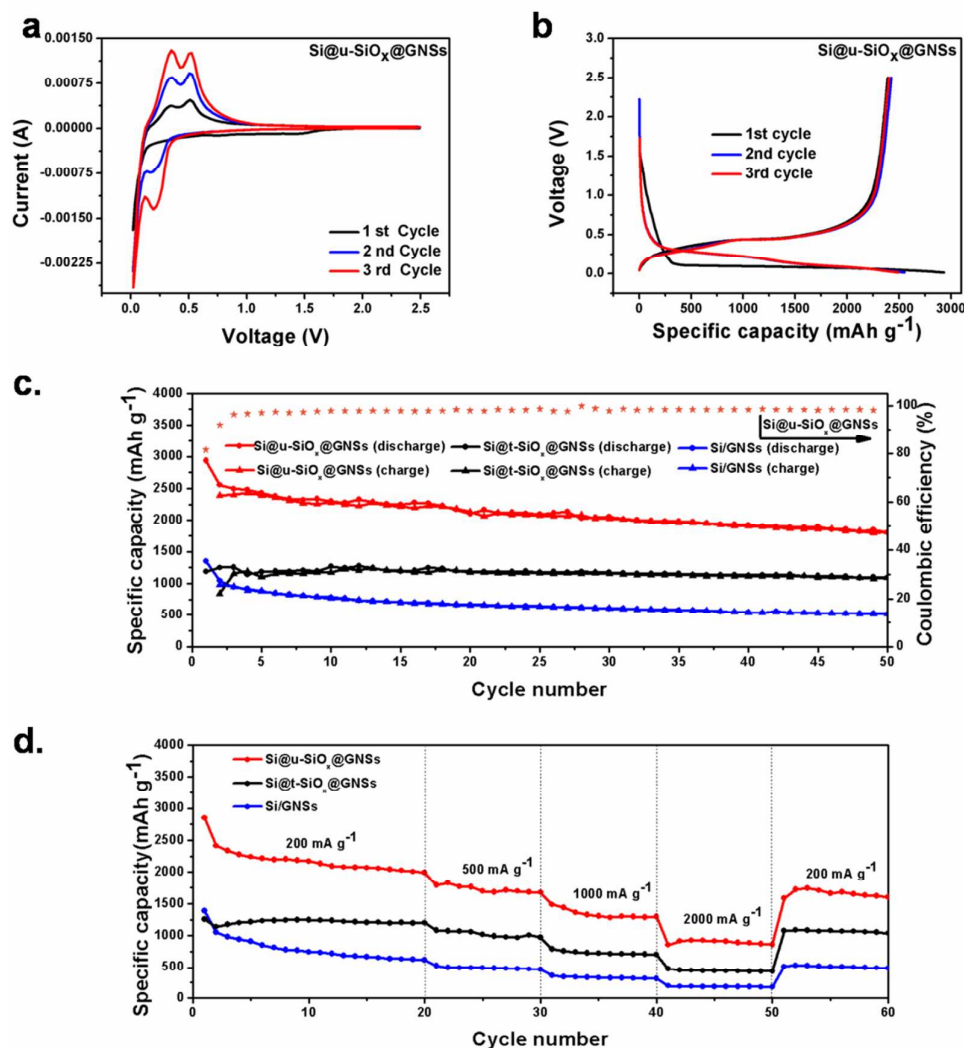 a
Si@u-SiOx@GNSs
0.00150
0.00075
0.00000
-0.00075
-0.00150
-0.00225
Current (A)
1 st Cycle
2 nd Cycle
3 rd Cycle
0.0 0.5 1.0 1.5 2.0 2.5
Voltage (V)
b
Si@u-SiOx@GNSs
3.0
2.5
2.0
1.5
1.0
0.5
0.0
Voltage (V)
1st cycle
2nd cycle
3rd cycle
0 500 1000 1500 2000 2500 3000
Specific capacity (mAh g-1)
c.
4000
3500
3000
2500
2000
1500
1000
500
0
Specific capacity (mAh g-1)
Si@u-SiOx@GNSs
Si@u-SiOx@GNSs (discharge) Si@t-SiOx@GNSs (discharge) Si/GNSs (discharge)
Si@u-SiOx@GNSs (charge) Si@t-SiOx@GNSs (charge) Si/GNSs (charge)
100
80
60
40
20
0
Coulombic efficiency (%)
0 5 10 15 20 25 30 35 40 45 50
Cycle number
d.
4000
3500
3000
2500
2000
1500
1000
500
0
Specific capacity(mAh g-1)
Si@u-SiOx@GNSs
Si@t-SiOx@GNSs
Si/GNSs
200 mA g-1
500 mA g-1
1000 mA g-1
2000 mA g-1
200 mA g-1
0 10 20 30 40 50 60
Cycle number